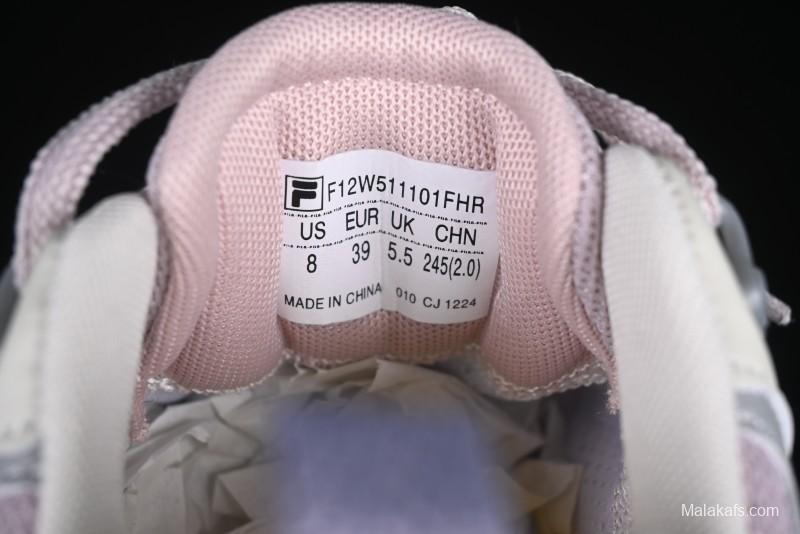 F12W511101FHR
US EUR UK CHN
8 39 5.5 245(2.0)
MADE IN CHINA 010 CJ 1224
Malakafs.com